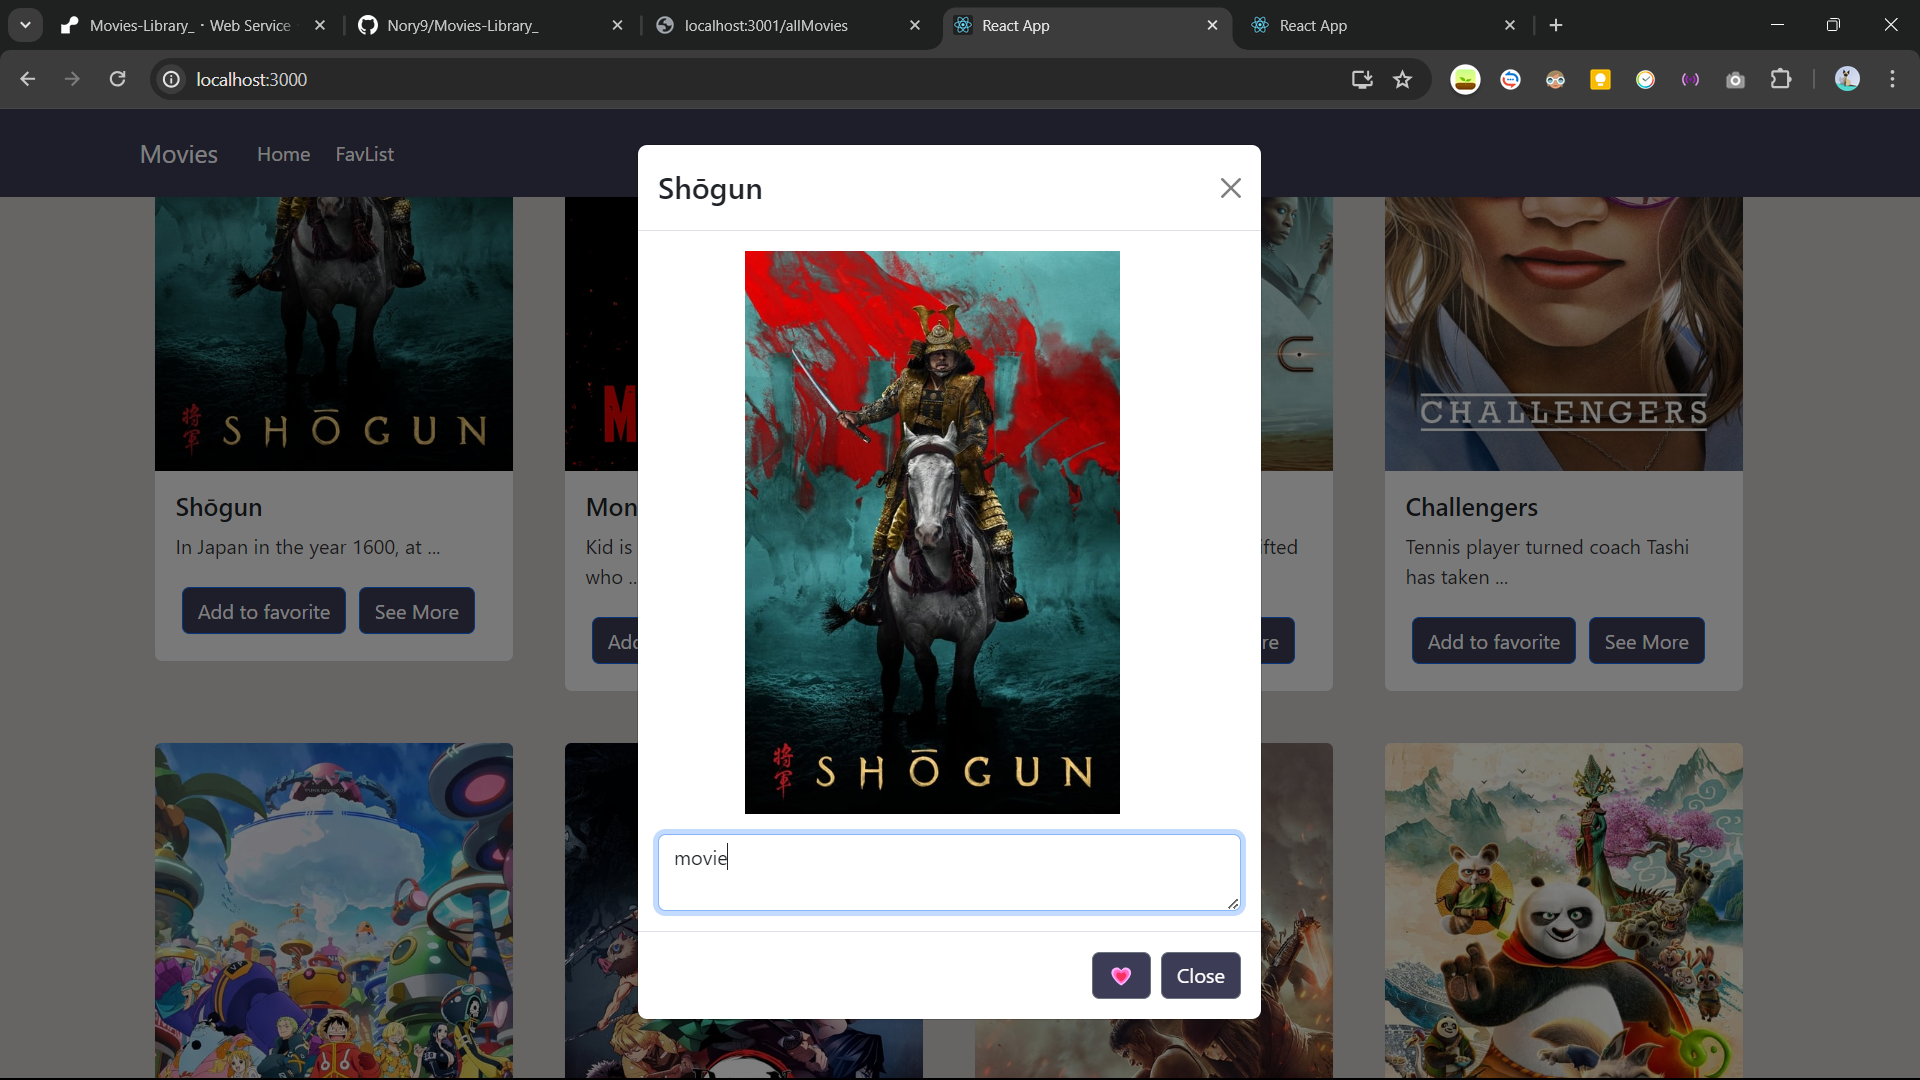 Movies-Library_ · Web Service
Nory9/Movies-Library_
localhost:3001/allMovies
React App
React App
localhost:3000
Movies
Home
FavList
Shōgun
将軍 SHŌGUN
M
CHALLENGERS
将軍 SHŌGUN
Shōgun
In Japan in the year 1600, at ...
Add to favorite
See More
Mon
Kid is
who ..
Add
ifted
re
Challengers
Tennis player turned coach Tashi
has taken ...
Add to favorite
See More
movie
Close